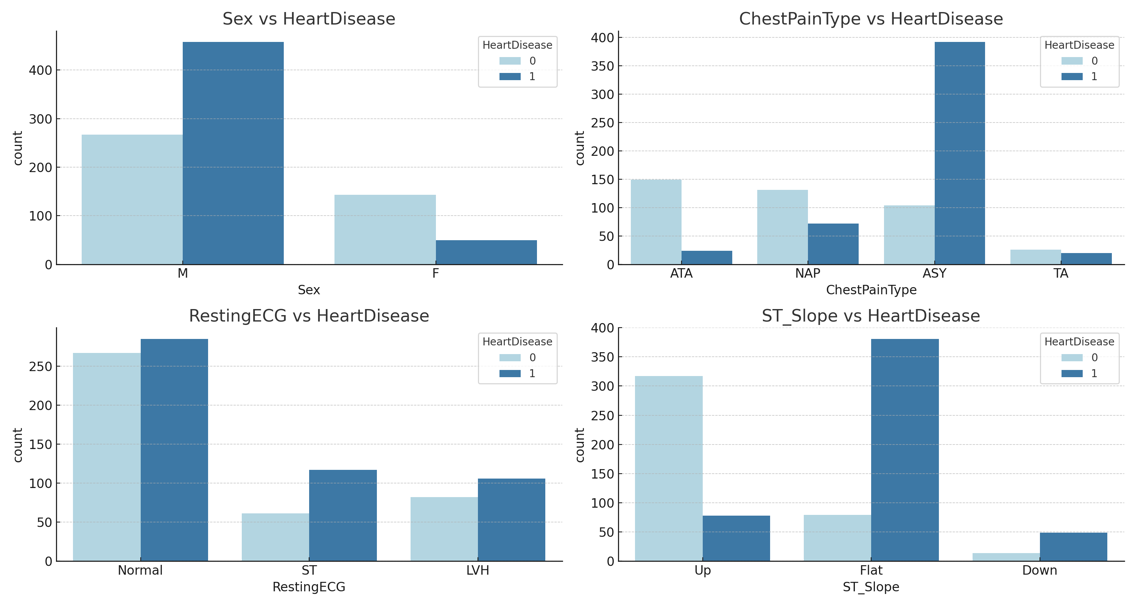 Sex vs HeartDisease
HeartDisease
0
1
400
300
200
100
0
count
M
F
Sex
ChestPainType vs HeartDisease
HeartDisease
0
1
400
350
300
250
200
150
100
50
0
count
ATA
NAP
ASY
TA
ChestPainType
RestingECG vs HeartDisease
HeartDisease
0
1
250
200
150
100
50
0
count
Normal
ST
LVH
RestingECG
ST_Slope vs HeartDisease
HeartDisease
0
1
400
350
300
250
200
150
100
50
0
count
Up
Flat
Down
ST_Slope